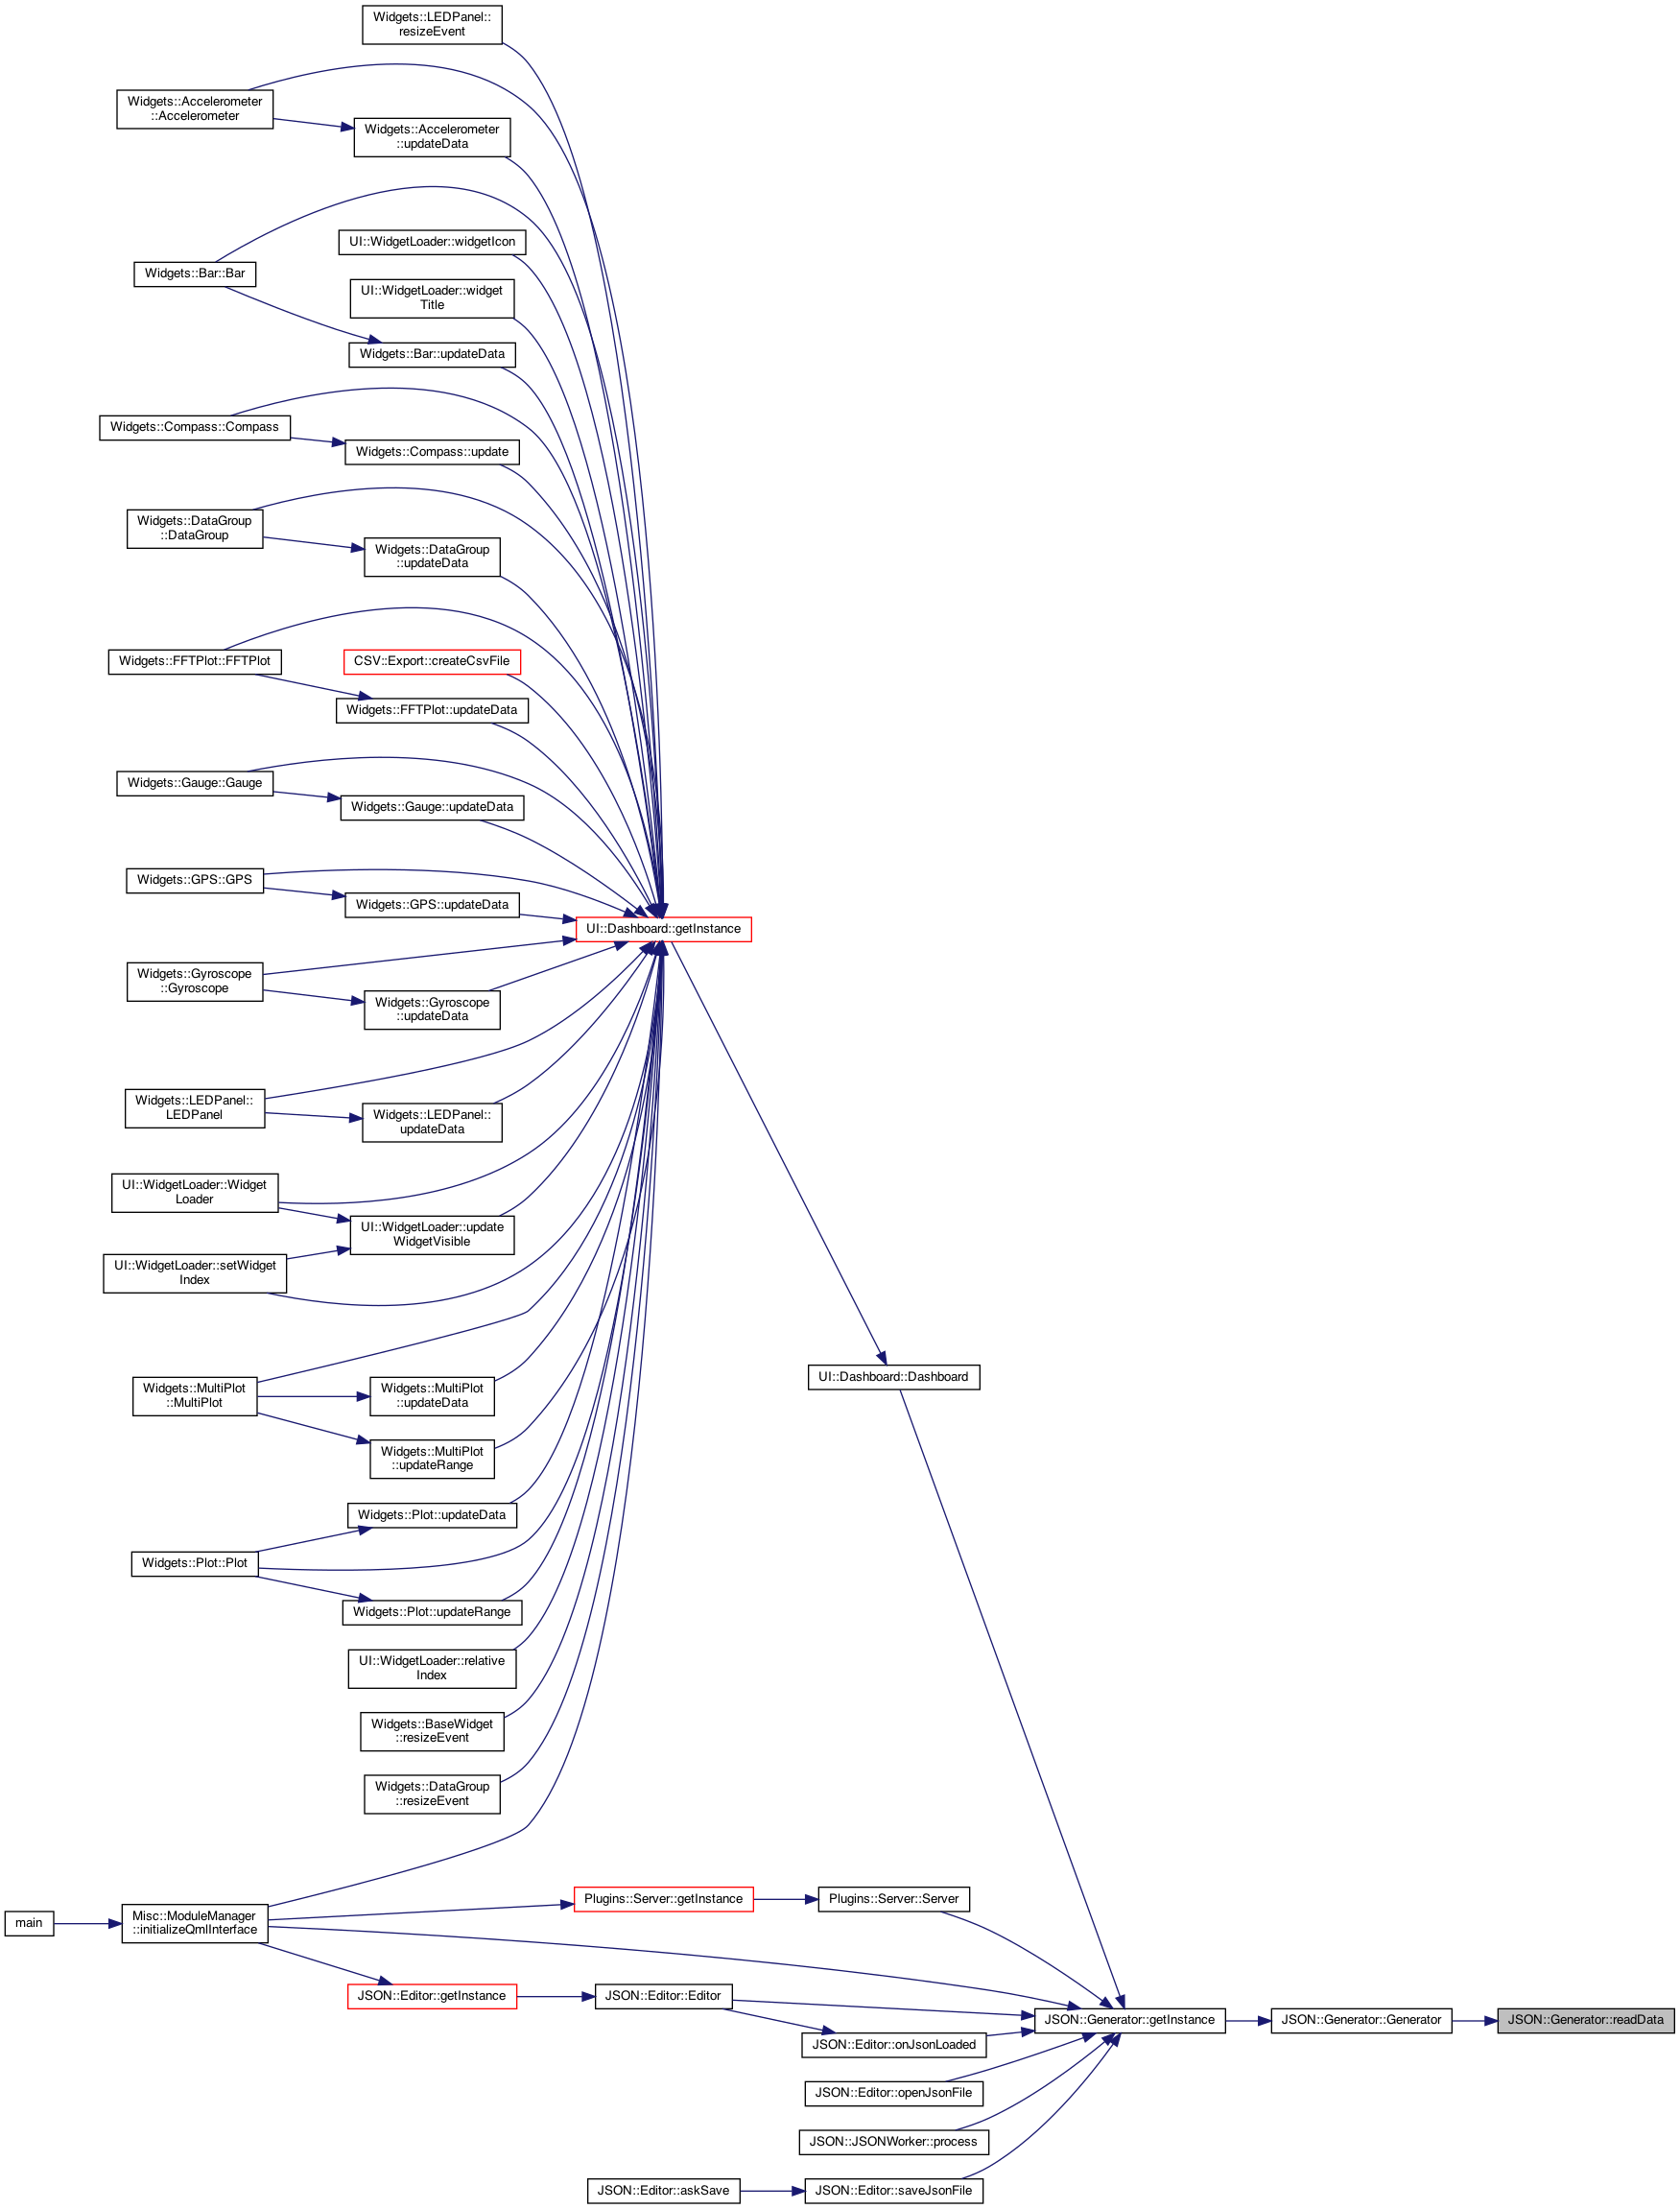 Widgets::LEDPanel::
resizeEvent
Widgets::Accelerometer
::Accelerometer
Widgets::Accelerometer
::updateData
UI::WidgetLoader::widgetIcon
Widgets::Bar::Bar
UI::WidgetLoader::widget
Title
Widgets::Bar::updateData
Widgets::Compass::Compass
Widgets::Compass::update
Widgets::DataGroup
::DataGroup
Widgets::DataGroup
::updateData
Widgets::FFTPlot::FFTPlot
CSV::Export::createCsvFile
Widgets::FFTPlot::updateData
Widgets::Gauge::Gauge
Widgets::Gauge::updateData
Widgets::GPS::GPS
Widgets::GPS::updateData
UI::Dashboard::getInstance
Widgets::Gyroscope
::Gyroscope
Widgets::Gyroscope
::updateData
Widgets::LEDPanel::
LEDPanel
Widgets::LEDPanel::
updateData
UI::WidgetLoader::Widget
Loader
UI::WidgetLoader::update
WidgetVisible
UI::WidgetLoader::setWidget
Index
UI::Dashboard::Dashboard
Widgets::MultiPlot
::MultiPlot
Widgets::MultiPlot
::updateData
Widgets::MultiPlot
::updateRange
Widgets::Plot::updateData
Widgets::Plot::Plot
Widgets::Plot::updateRange
UI::WidgetLoader::relative
Index
Widgets::BaseWidget
::resizeEvent
Widgets::DataGroup
::resizeEvent
main
Misc::ModuleManager
::initializeQmlInterface
Plugins::Server::getInstance
Plugins::Server::Server
JSON::Editor::getInstance
JSON::Editor::Editor
JSON::Editor::onJsonLoaded
JSON::Generator::getInstance
JSON::Generator::Generator
JSON::Generator::readData
JSON::Editor::openJsonFile
JSON::JSONWorker::process
JSON::Editor::askSave
JSON::Editor::saveJsonFile